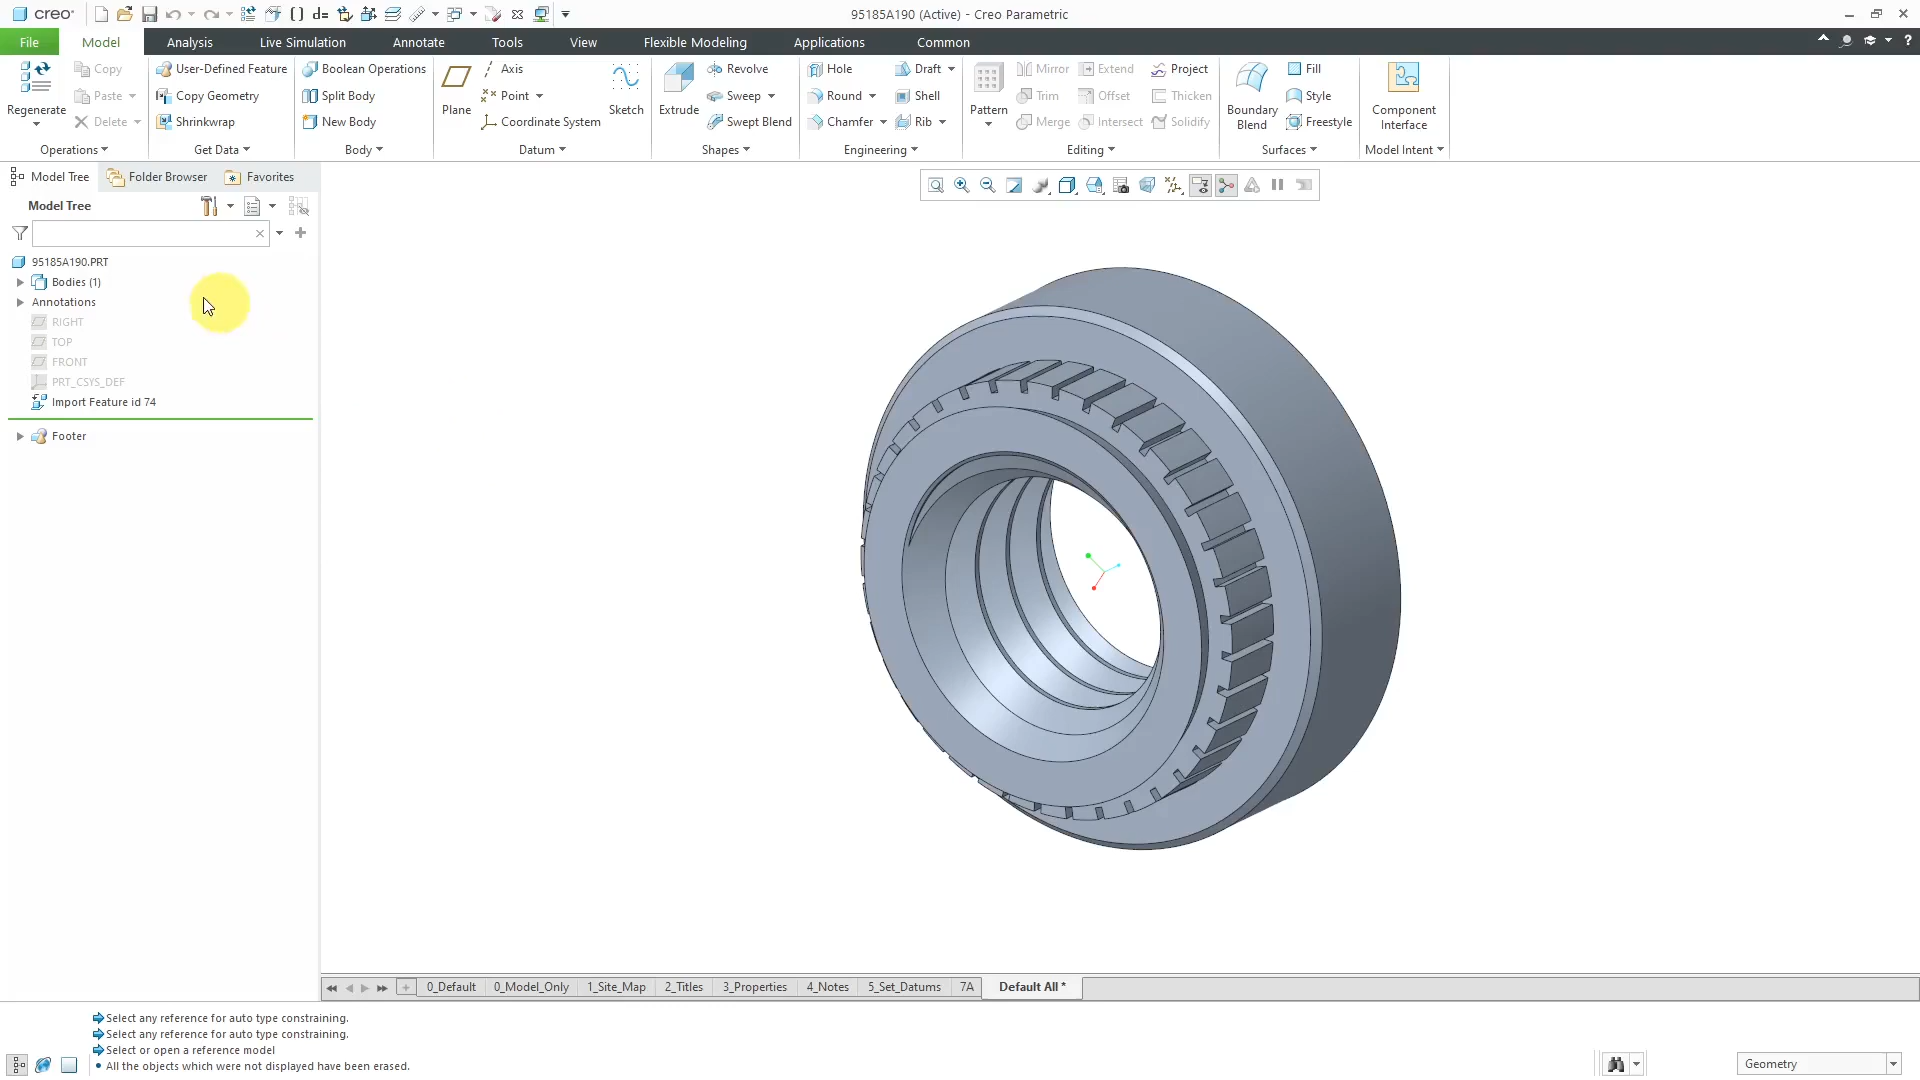 creo
95185A190 (Active) - Creo Parametric
File Model Analysis Live Simulation Annotate Tools View Flexible Modeling Applications Common
Regenerate
Copy
Paste
Delete
Operations
User-Defined Feature
Copy Geometry
Shrinkwrap
Get Data
Boolean Operations
Split Body
New Body
Body
Plane
Axis
Point
Coordinate System
Sketch
Datum
Extrude
Revolve
Sweep
Swept Blend
Shapes
Hole
Round
Chamfer
Draft
Shell
Rib
Engineering
Pattern
Mirror
Trim
Merge
Extend
Offset
Intersect
Project
Thicken
Solidify
Editing
Boundary
Blend
Fill
Style
Freestyle
Surfaces
Component
Interface
Model Intent
Model Tree Folder Browser Favorites
Model Tree
95185A190.PRT
Bodies (1)
Annotations
RIGHT
TOP
FRONT
PRT_CSYS_DEF
Import Feature id 74
Footer
0_Default 0_Model_Only 1_Site_Map 2_Titles 3_Properties 4_Notes 5_Set_Datums 7A Default All *
Select any reference for auto type constraining.
Select any reference for auto type constraining.
Select or open a reference model
• All the objects which were not displayed have been erased.
Geometry